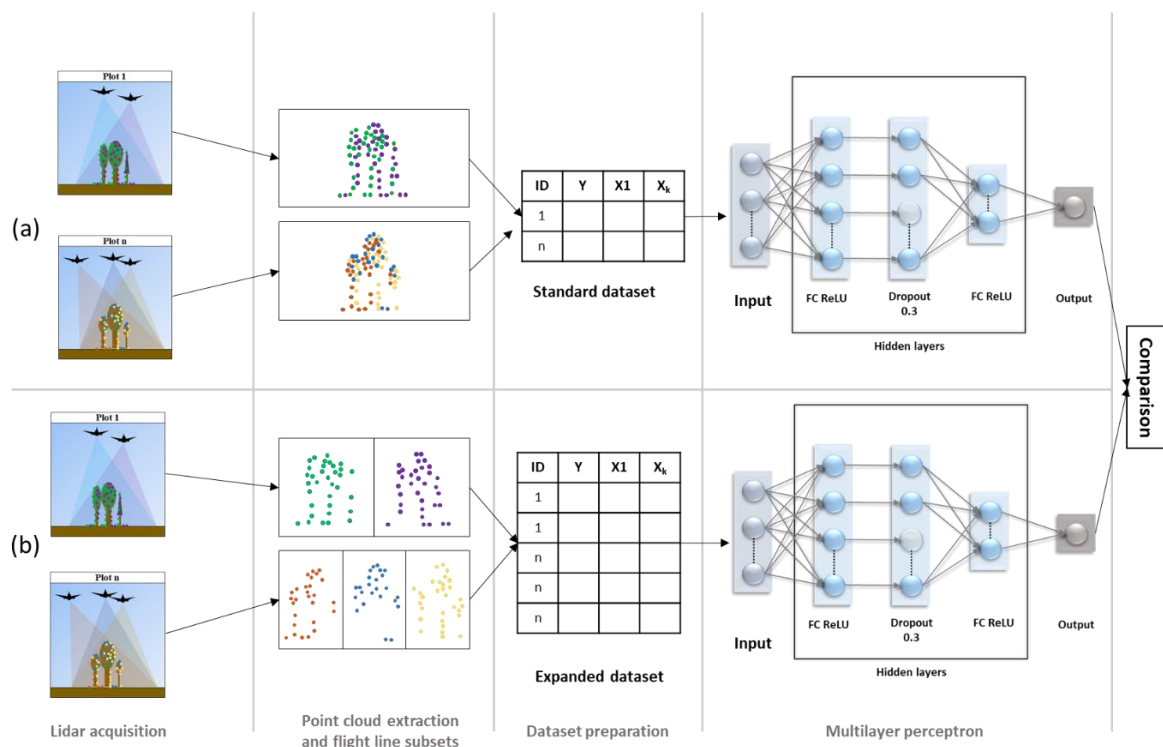 Plot 1
(a)
Plot n
ID Y X1 Xk
1
n
Standard dataset
Input
FC ReLU
Dropout
0.3
FC ReLU
Output
Hidden layers
Comparison
Plot 1
(b)
Plot n
ID Y X1 Xk
1
1
n
n
n
Expanded dataset
Input
FC ReLU
Dropout
0.3
FC ReLU
Output
Hidden layers
Lidar acquisition
Point cloud extraction
and flight line subsets
Dataset preparation
Multilayer perceptron